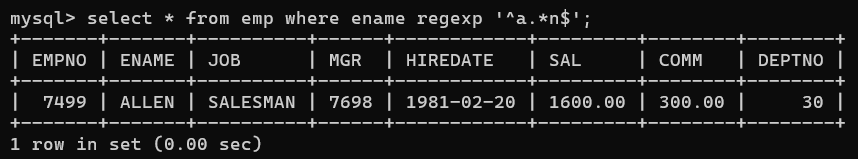 mysql> select * from emp where ename regexp '^a.*n$';
+-------+-------+----------+------+------------+---------+--------+--------+
| EMPNO | ENAME | JOB      | MGR  | HIREDATE   | SAL     | COMM   | DEPTNO |
+-------+-------+----------+------+------------+---------+--------+--------+
|  7499 | ALLEN | SALESMAN | 7698 | 1981-02-20 | 1600.00 | 300.00 |     30 |
+-------+-------+----------+------+------------+---------+--------+--------+
1 row in set (0.00 sec)